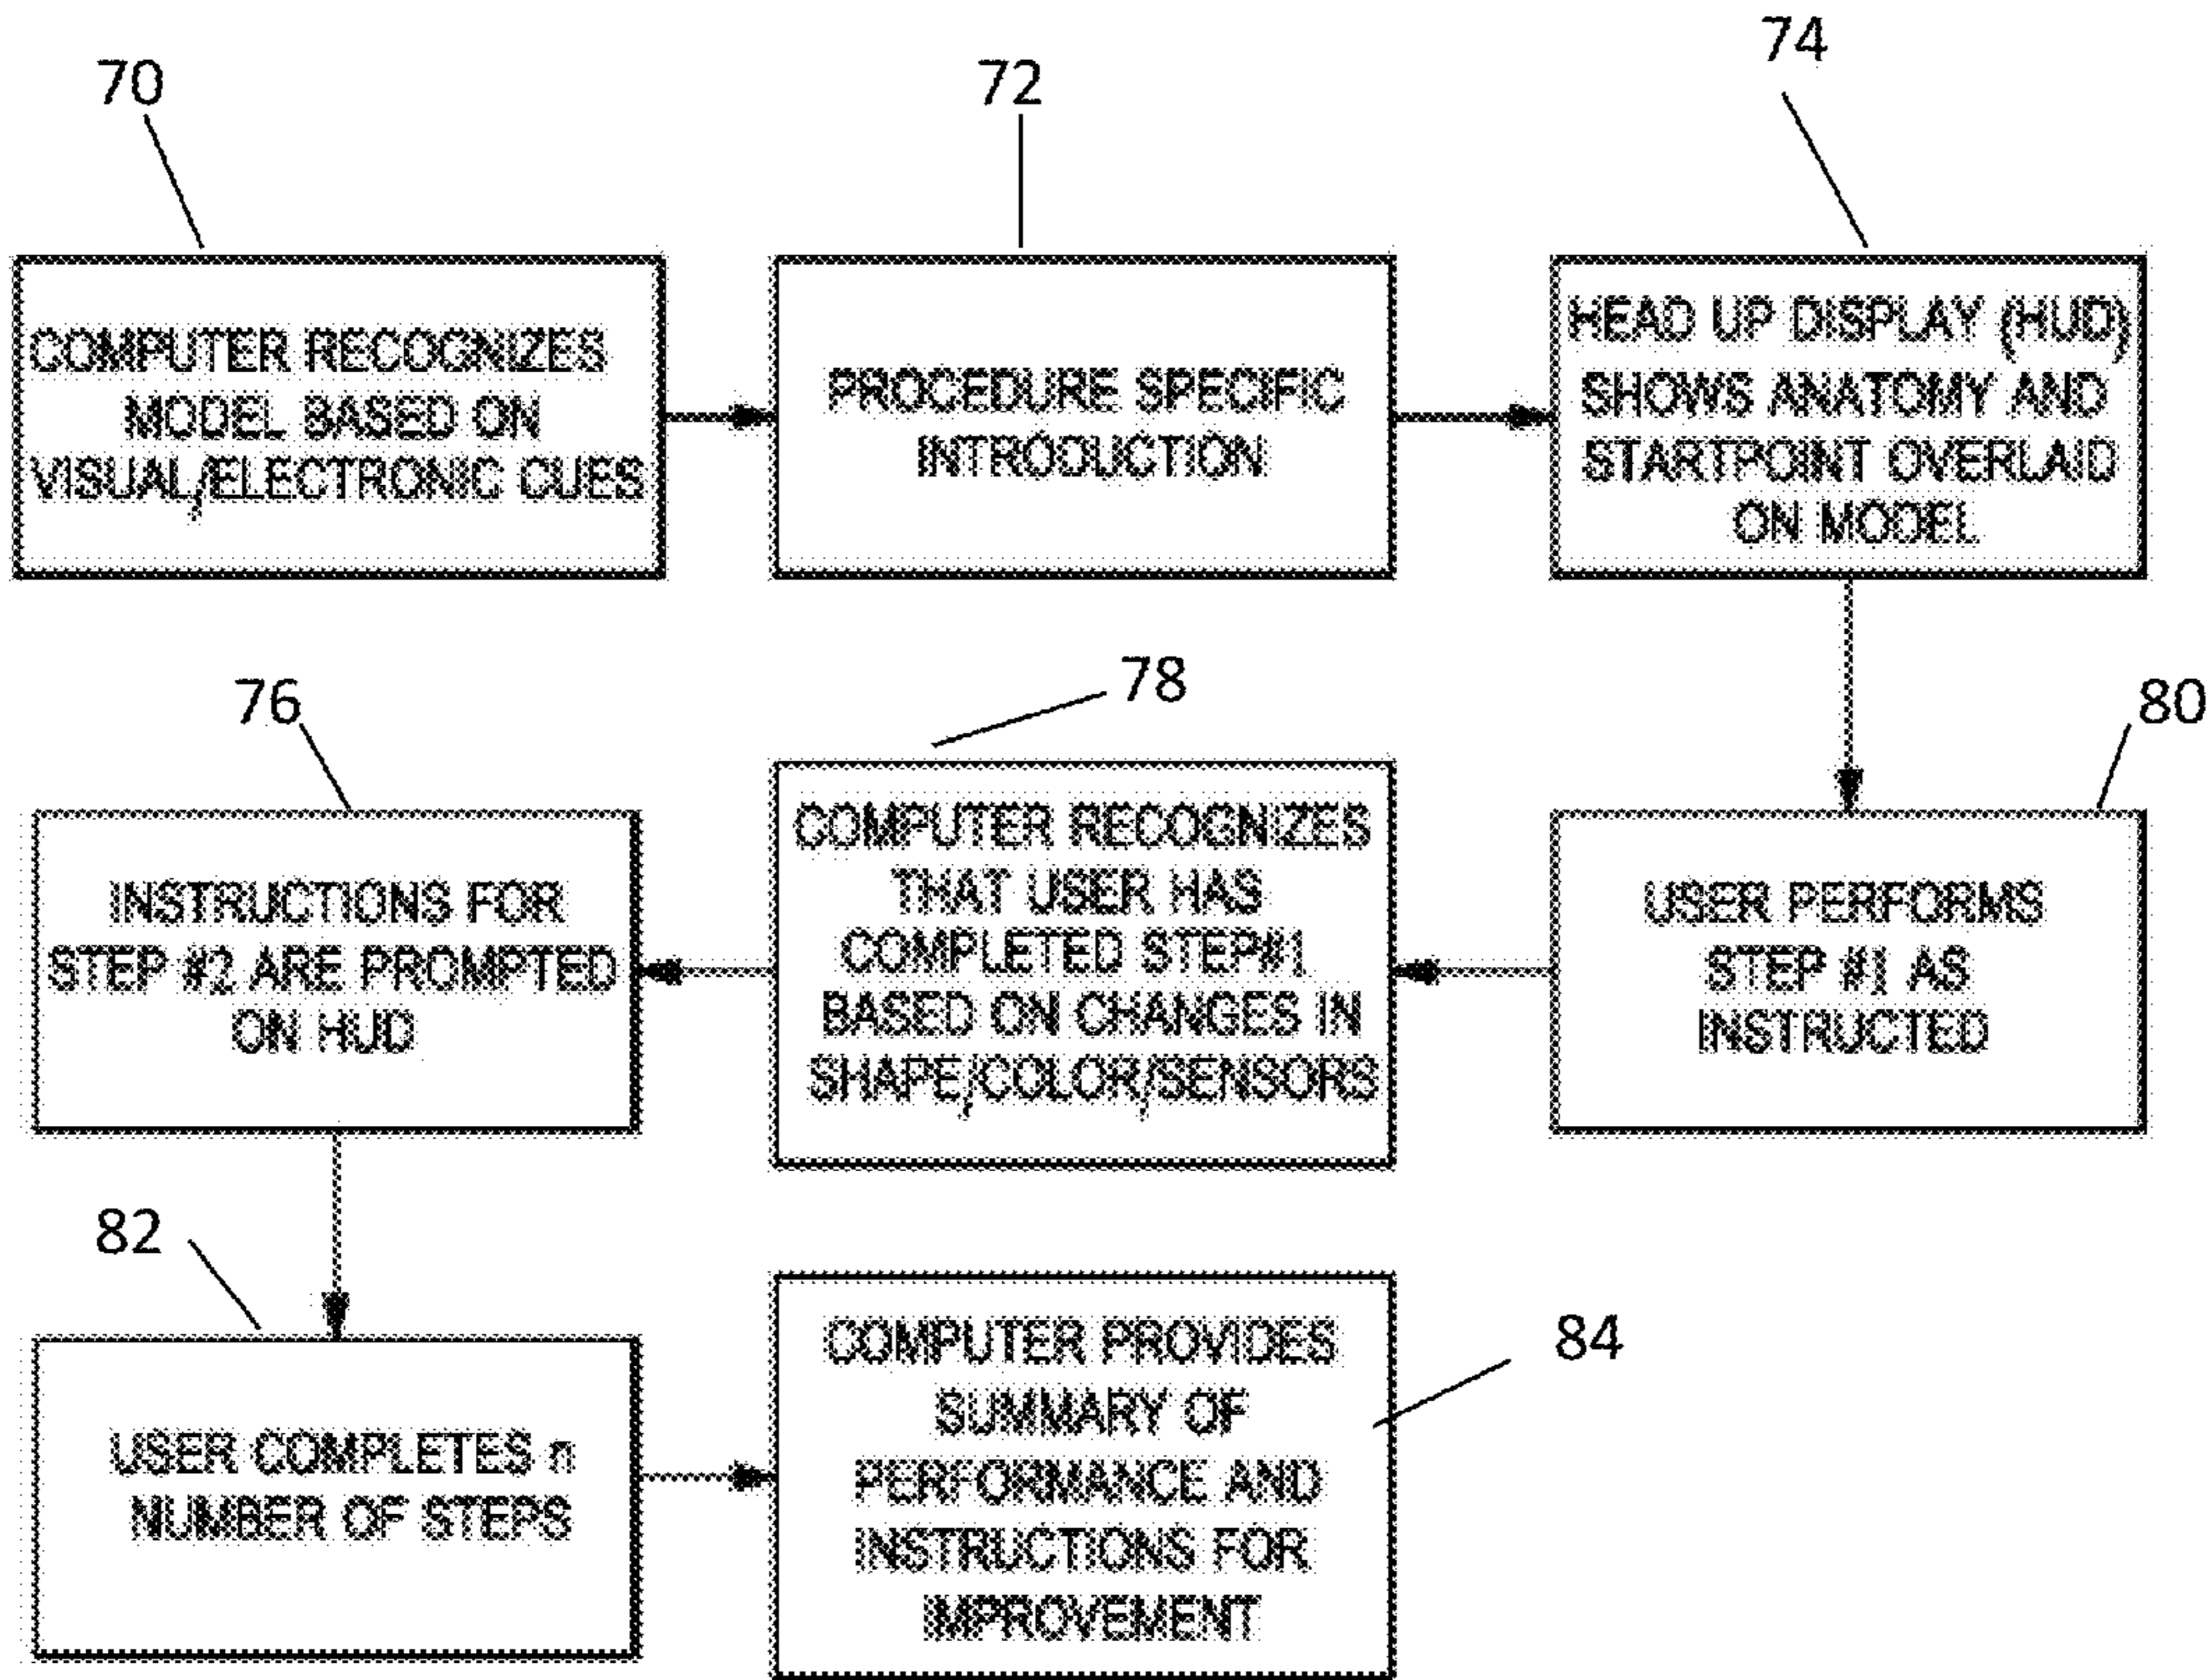 70
COMPUTER RECOGNIZES
MODEL BASED ON
VISUAL/ELECTRONIC CUES
72
PROCEDURE SPECIFIC
INTRODUCTION
74
HEAD UP DISPLAY (HUD)
SHOWS ANATOMY AND
STARTPOINT OVERLAID
ON MODEL
80
USER PERFORMS
STEP #1 AS
INSTRUCTED
78
COMPUTER RECOGNIZES
THAT USER HAS
COMPLETED STEP#1
BASED ON CHANGES IN
SHAPE/COLOR/SENSORS
76
INSTRUCTIONS FOR
STEP #2 ARE PROMPTED
ON HUD
82
USER COMPLETES n
NUMBER OF STEPS
84
COMPUTER PROVIDES
SUMMARY OF
PERFORMANCE AND
INSTRUCTIONS FOR
IMPROVEMENT